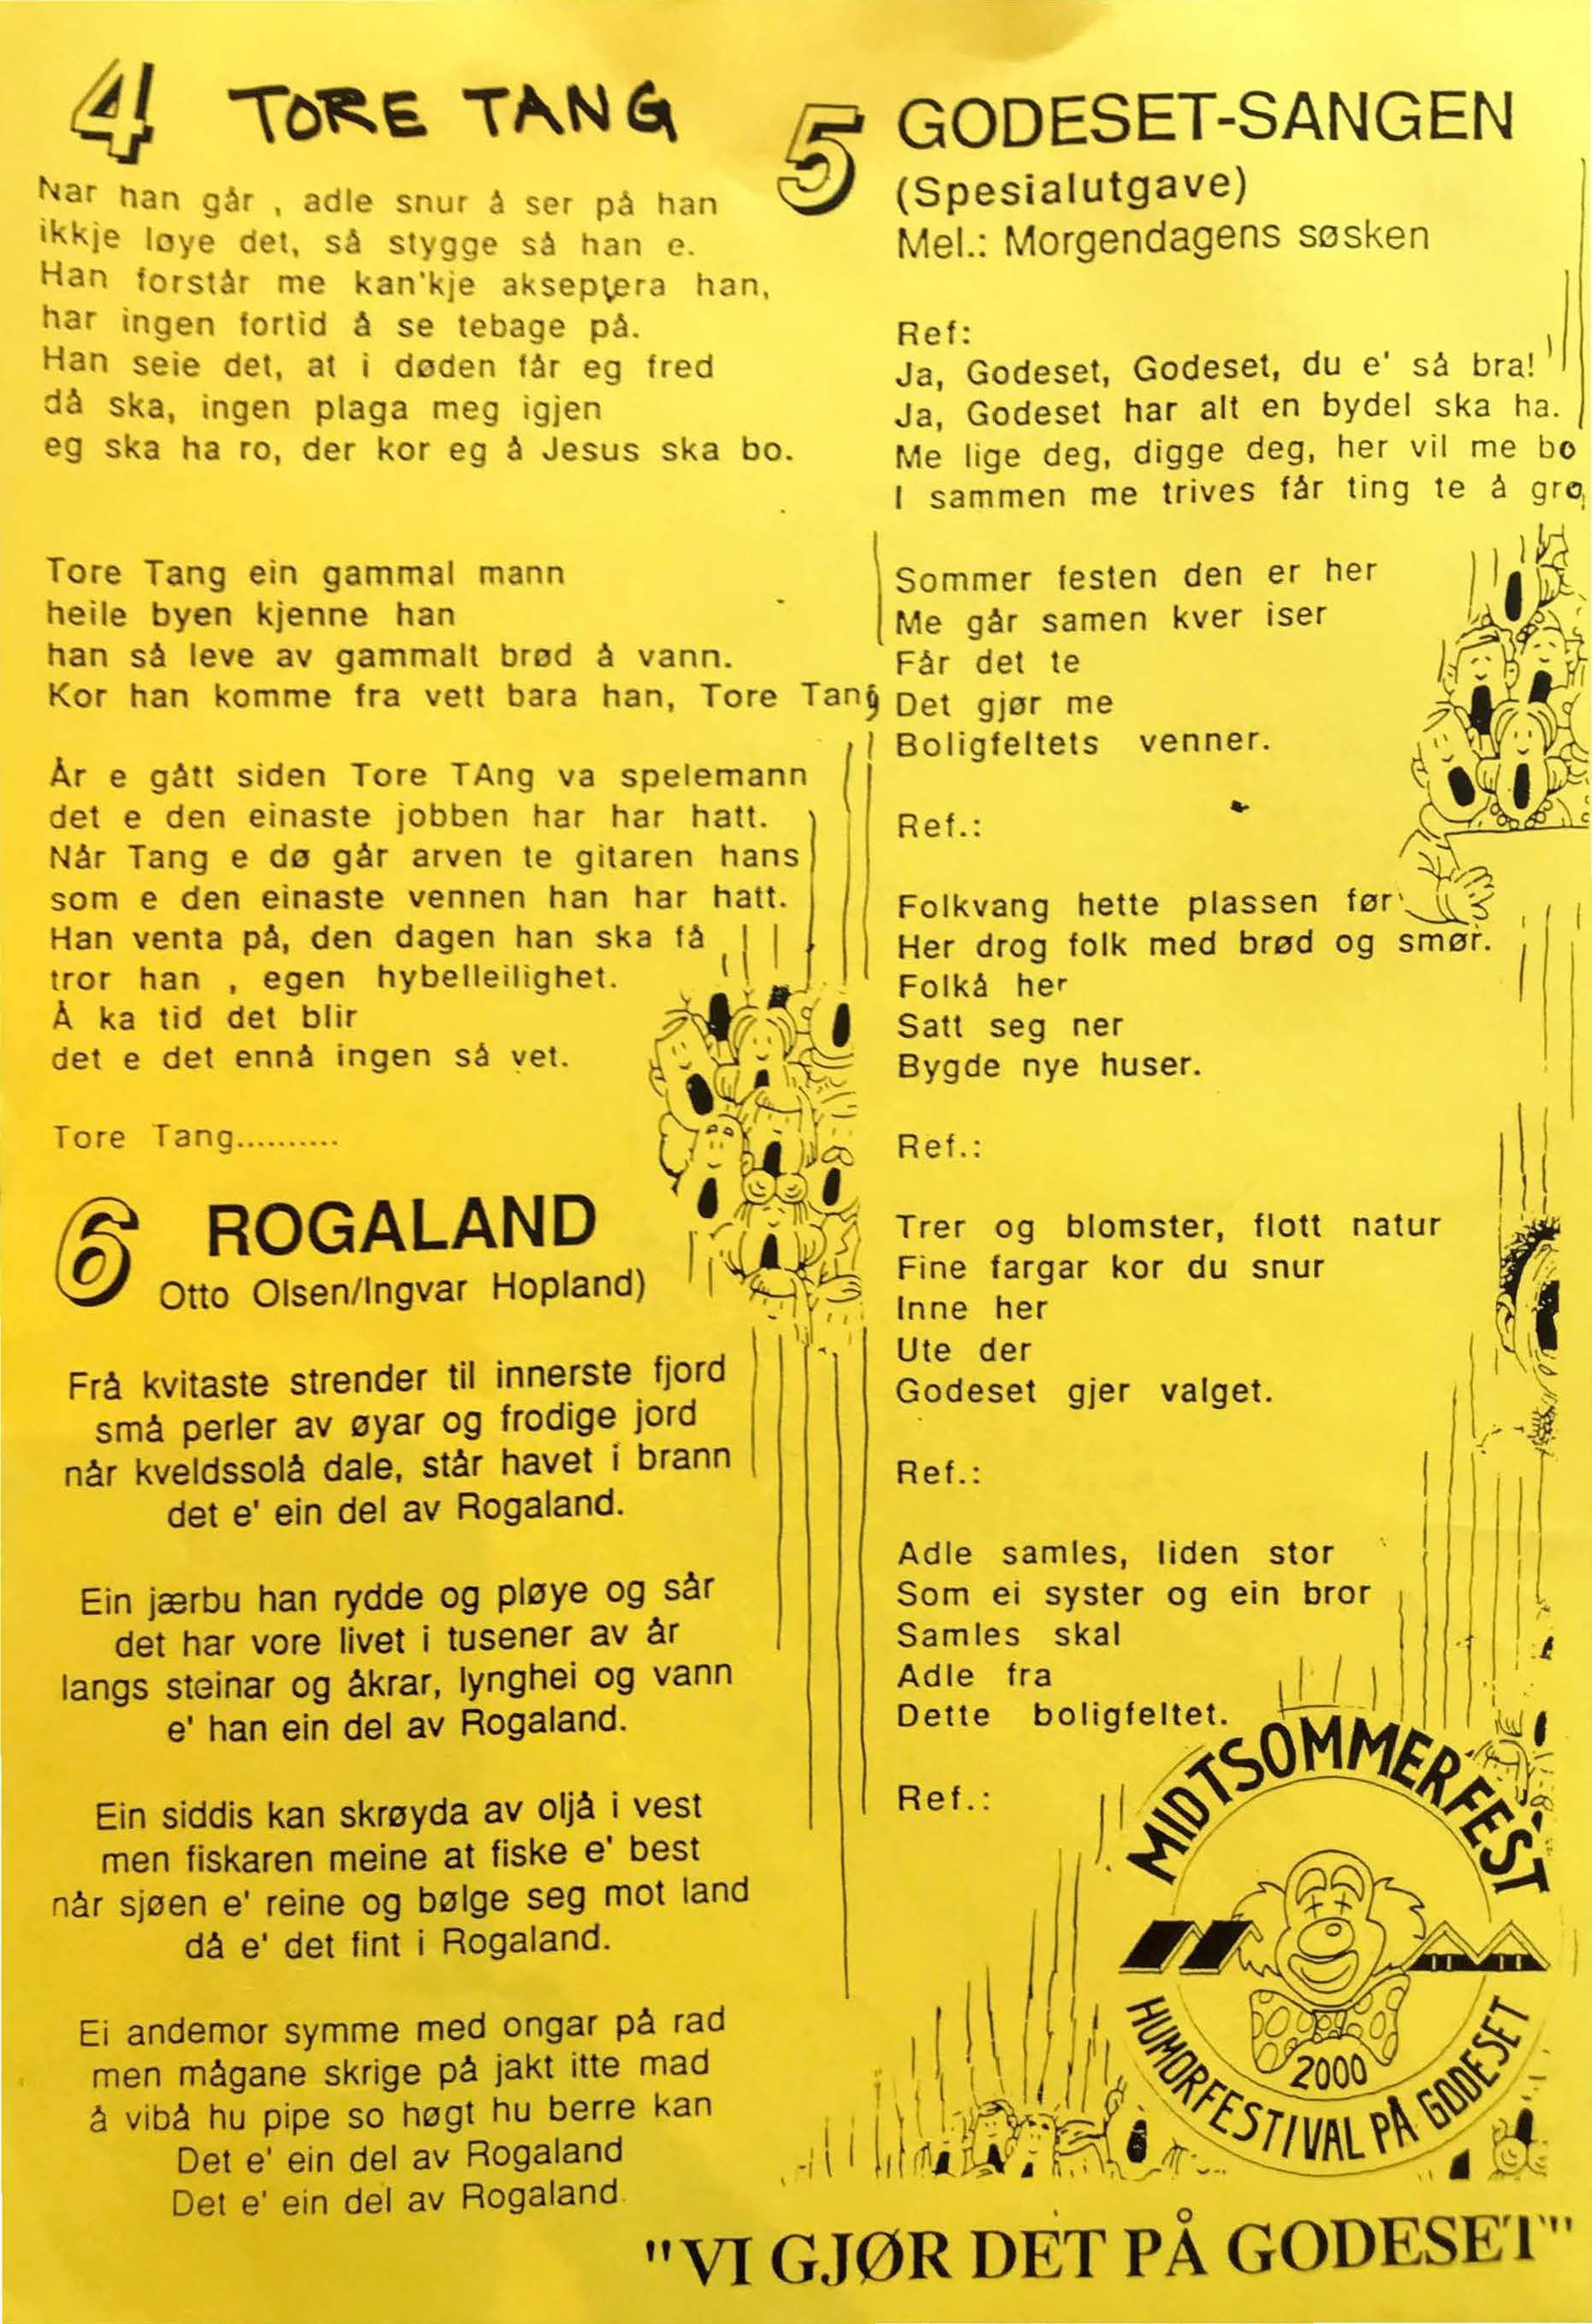 4 TORE TANG
Nar han går , adle snur å ser på han
ikkje løye det, så stygge så han e.
Han forstår me kan'kje akseptera han,
har ingen fortid å se tebage på.
Han seie det, at i døden får eg fred
då ska, ingen plaga meg igjen
eg ska ha ro, der kor eg å Jesus ska bo.
Tore Tang ein gammal mann
heile byen kjenne han
han så leve av gammalt brød å vann.
Kor han komme fra vett bara han, Tore Tang
År e gått siden Tore TAng va spelemann
det e den einaste jobben har har hatt.
Når Tang e dø går arven te gitaren hans
som e den einaste vennen han har hatt.
Han venta på, den dagen han ska få
tror han , egen hybelleilighet.
Å ka tid det blir
det e det ennå ingen så vet.
Tore Tang..........
5 GODESET-SANGEN
(Spesialutgave)
Mel.: Morgendagens søsken
Ref:
Ja, Godeset, Godeset, du e' så bra!
Ja, Godeset har alt en bydel ska ha.
Me lige deg, digge deg, her vil me bo
I sammen me trives får ting te å gro
Sommer festen den er her
Me går samen kver iser
Får det te
Det gjør me
Boligfeltets venner.
Ref.:
Folkvang hette plassen før
Her drog folk med brød og smør.
Folkå her
Satt seg ner
Bygde nye huser.
Ref.:
Trer og blomster, flott natur
Fine fargar kor du snur
Inne her
Ute der
Godeset gjer valget.
Ref.:
Adle samles, liden stor
Som ei syster og ein bror
Samles skal
Adle fra
Dette boligfeltet.
Ref.:
6 ROGALAND
Otto Olsen/Ingvar Hopland)
Frå kvitaste strender til innerste fjord
små perler av øyar og frodige jord
når kveldssolå dale, står havet i brann
det e' ein del av Rogaland.
Ein jærbu han rydde og pløye og sår
det har vore livet i tusener av år
langs steinar og åkrar, lynghei og vann
e' han ein del av Rogaland.
Ein siddis kan skrøyda av oljå i vest
men fiskaren meine at fiske e' best
når sjøen e' reine og bølge seg mot land
då e' det fint i Rogaland.
Ei andemor symme med ongar på rad
men mågane skrige på jakt itte mad
å vibå hu pipe so høgt hu berre kan
Det e' ein del av Rogaland
Det e' ein del av Rogaland.
MIDTSOMMERFEST
2000
HUMORFESTIVAL PÅ GODESET
"VI GJØR DET PÅ GODESET"